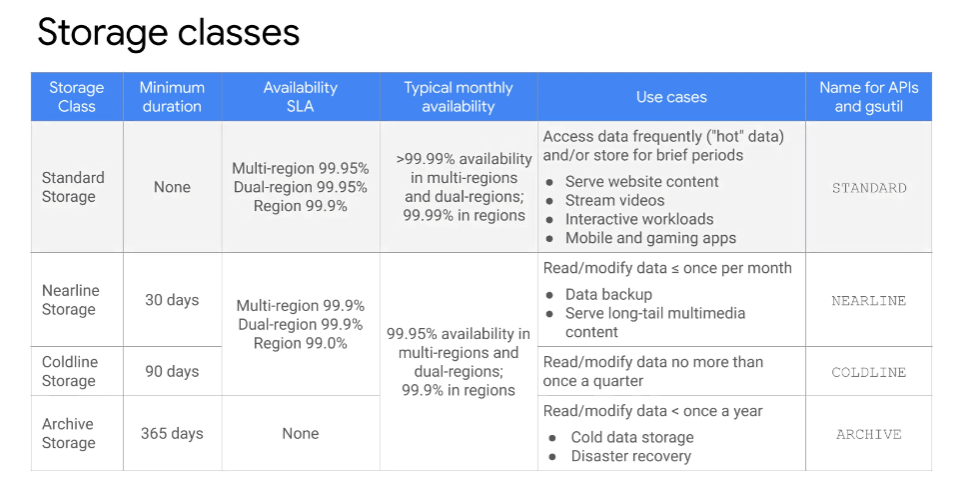 Storage classes
Storage
Class
Minimum
duration
Availability
SLA
Typical monthly
availability
Use cases
Name for APIs
and gsutil
Standard
Storage
None
Multi-region 99.95%
Dual-region 99.95%
Region 99.9%
>99.99% availability
in multi-regions
and dual-regions;
99.99% in regions
Access data frequently ("hot" data)
and/or store for brief periods
● Serve website content
● Stream videos
● Interactive workloads
● Mobile and gaming apps
STANDARD
Nearline
Storage
30 days
Multi-region 99.9%
Dual-region 99.9%
Region 99.0%
99.95% availability in
multi-regions and
dual-regions;
99.9% in regions
Read/modify data ≤ once per month
● Data backup
● Serve long-tail multimedia
content
NEARLINE
Coldline
Storage
90 days
Read/modify data no more than
once a quarter
COLDLINE
Archive
Storage
365 days
None
Read/modify data < once a year
● Cold data storage
● Disaster recovery
ARCHIVE